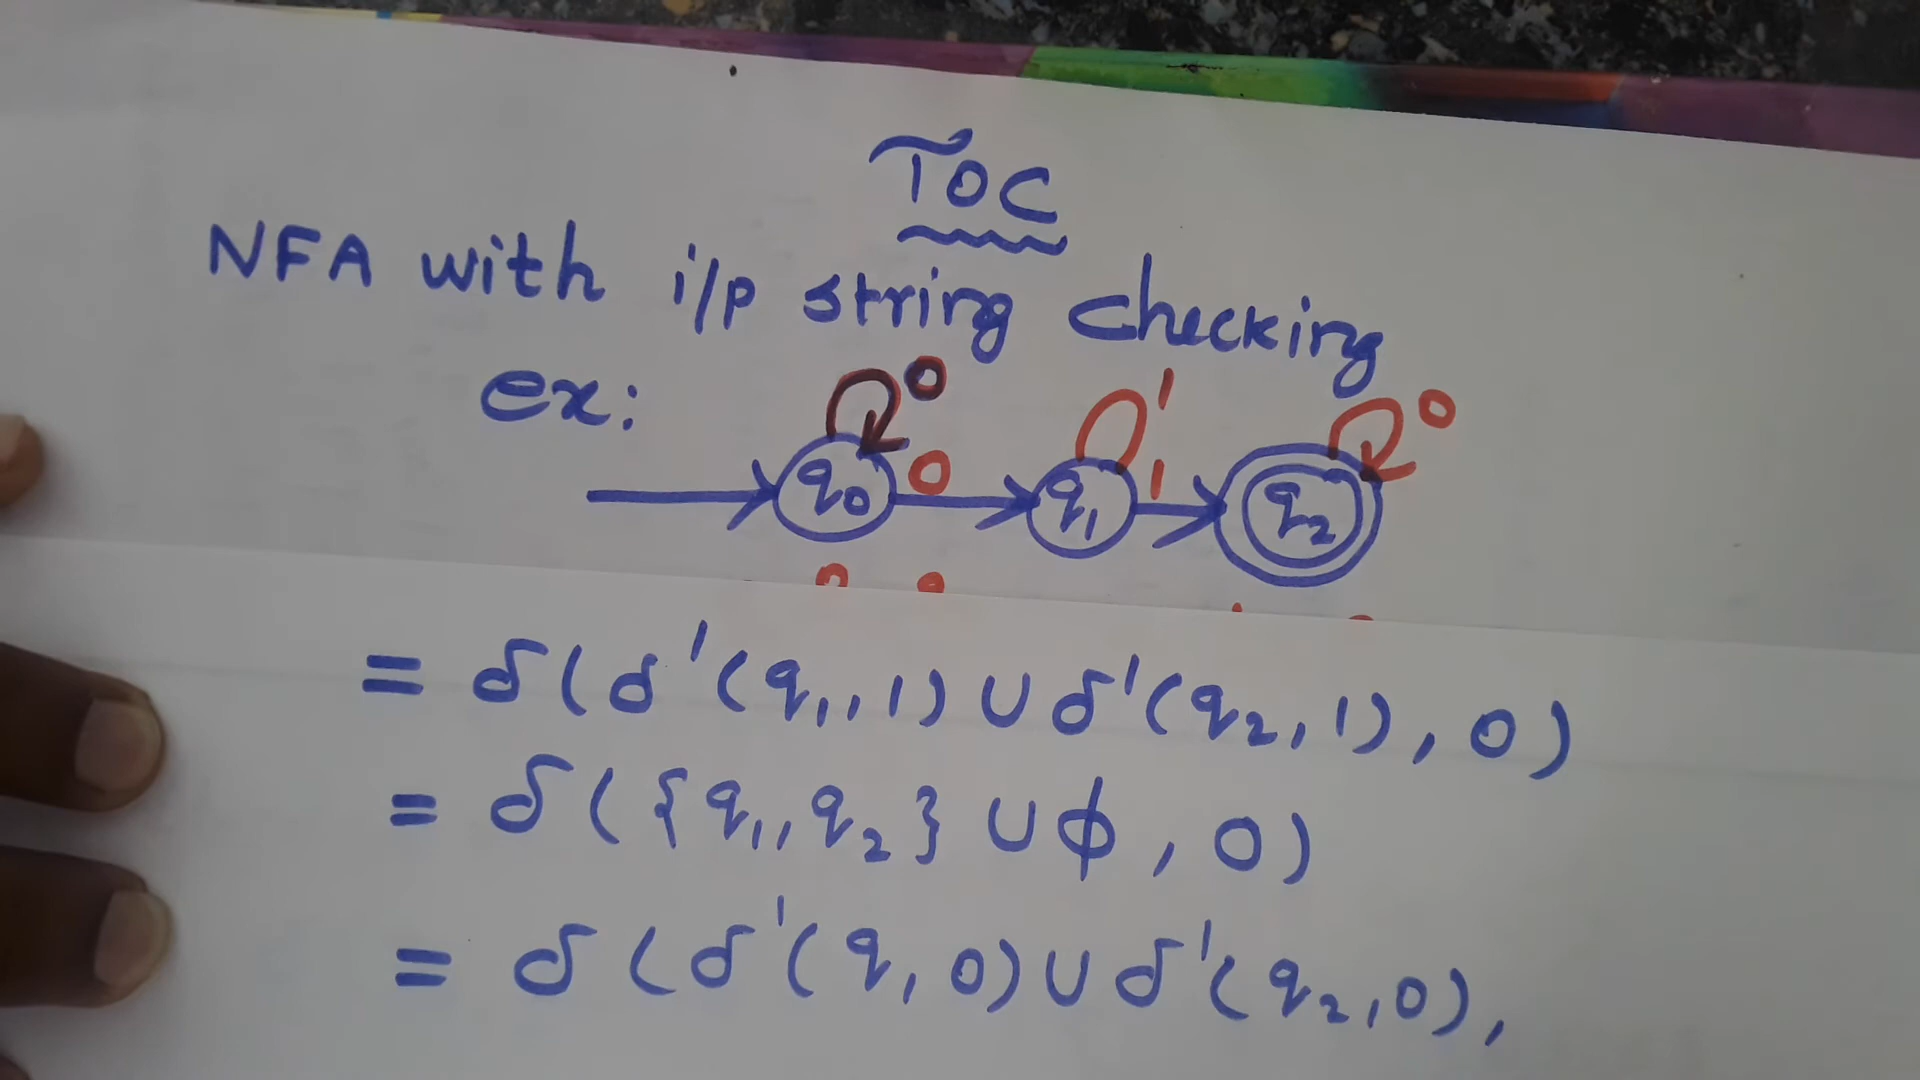 TOC
NFA with i/p string checking
ex:
0 1 0
q0 0 q1 1 q2
= δ(δ'(q1,1) ∪ δ'(q2,1), 0)
= δ({q1,q2} ∪ ϕ, 0)
= δ(δ'(q,0) ∪ δ'(q2,0),